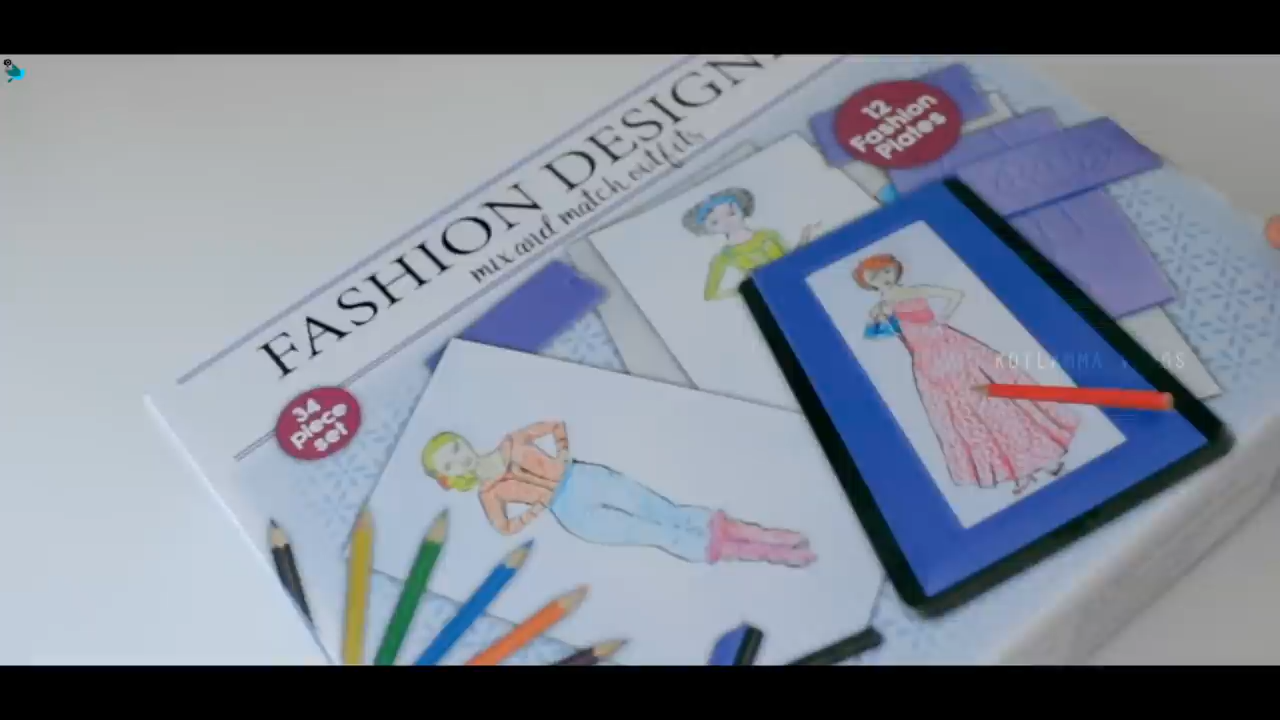 FASHION DESIGN
mix and match outfits
12
Fashion
Plates
34
piece
set